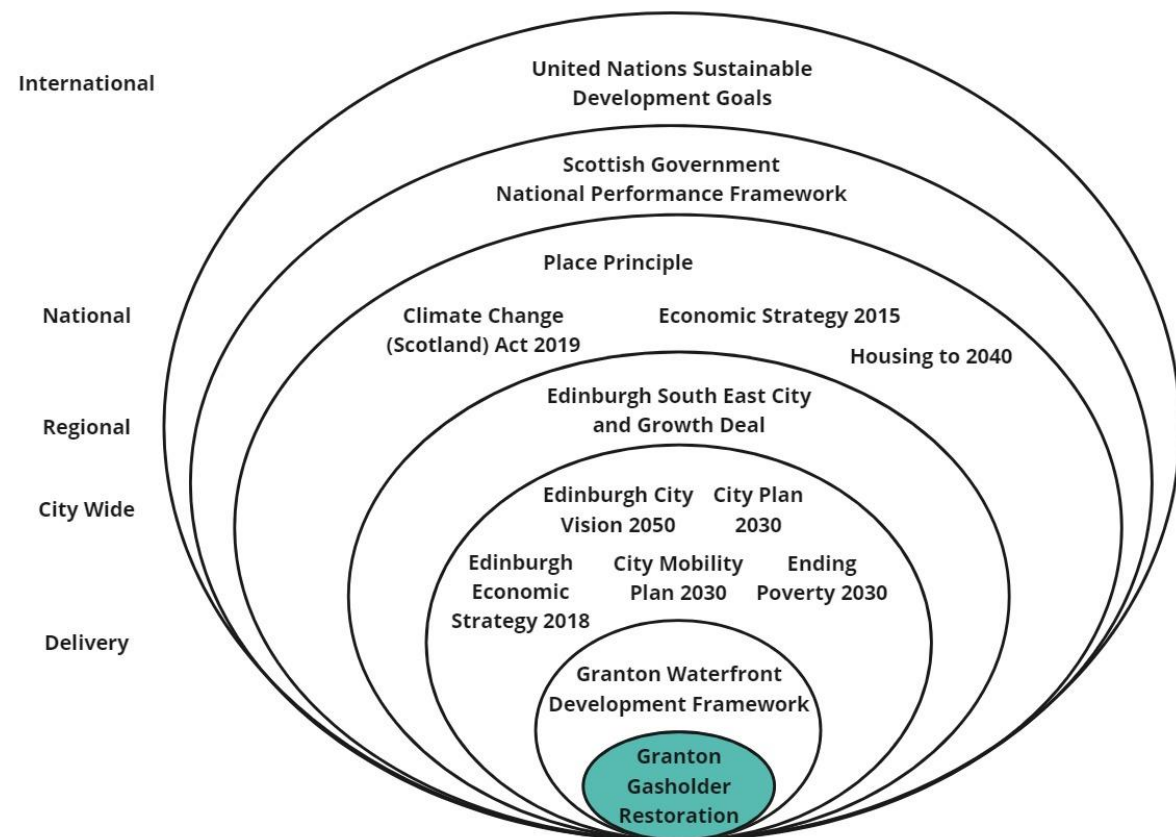 International
United Nations Sustainable
Development Goals
Scottish Government
National Performance Framework
Place Principle
National
Climate Change
(Scotland) Act 2019
Economic Strategy 2015
Housing to 2040
Regional
Edinburgh South East City
and Growth Deal
City Wide
Edinburgh City
Vision 2050
City Plan
2030
Edinburgh
Economic
Strategy 2018
City Mobility
Plan 2030
Ending
Poverty 2030
Delivery
Granton Waterfront
Development Framework
Granton
Gasholder
Restoration